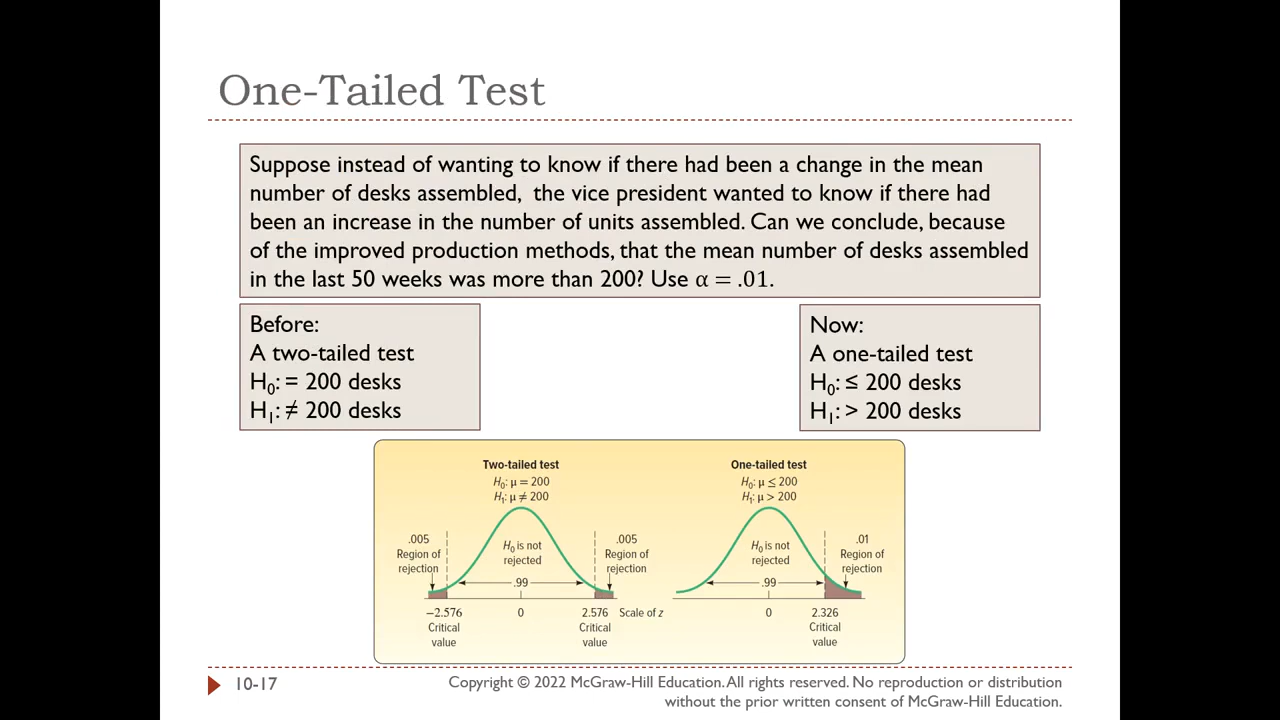 One-Tailed Test
Suppose instead of wanting to know if there had been a change in the mean
number of desks assembled, the vice president wanted to know if there had
been an increase in the number of units assembled. Can we conclude, because
of the improved production methods, that the mean number of desks assembled
in the last 50 weeks was more than 200? Use α = .01.
Before:
A two-tailed test
H₀: = 200 desks
H₁: ≠ 200 desks
Now:
A one-tailed test
H₀: ≤ 200 desks
H₁: > 200 desks
Two-tailed test
H₀: μ = 200
H₁: μ ≠ 200
.005
Region of
rejection
H₀ is not
rejected
.99
.005
Region of
rejection
−2.576
Critical
value
0
2.576
Critical
value
Scale of z
One-tailed test
H₀: μ ≤ 200
H₁: μ > 200
H₀ is not
rejected
.99
.01
Region of
rejection
0
2.326
Critical
value
10-17
Copyright © 2022 McGraw-Hill Education. All rights reserved. No reproduction or distribution
without the prior written consent of McGraw-Hill Education.